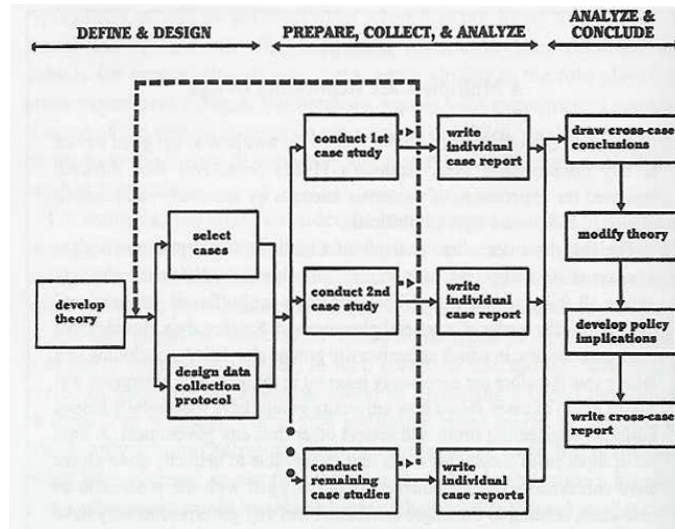 DEFINE & DESIGN
PREPARE, COLLECT, & ANALYZE
ANALYZE &
CONCLUDE
conduct 1st
case study
write
individual
case report
draw cross-case
conclusions
select
cases
modify theory
develop
theory
conduct 2nd
case study
write
individual
case report
develop policy
implications
design data
collection
protocol
write cross-case
report
conduct
remaining
case studies
write
individual
case reports